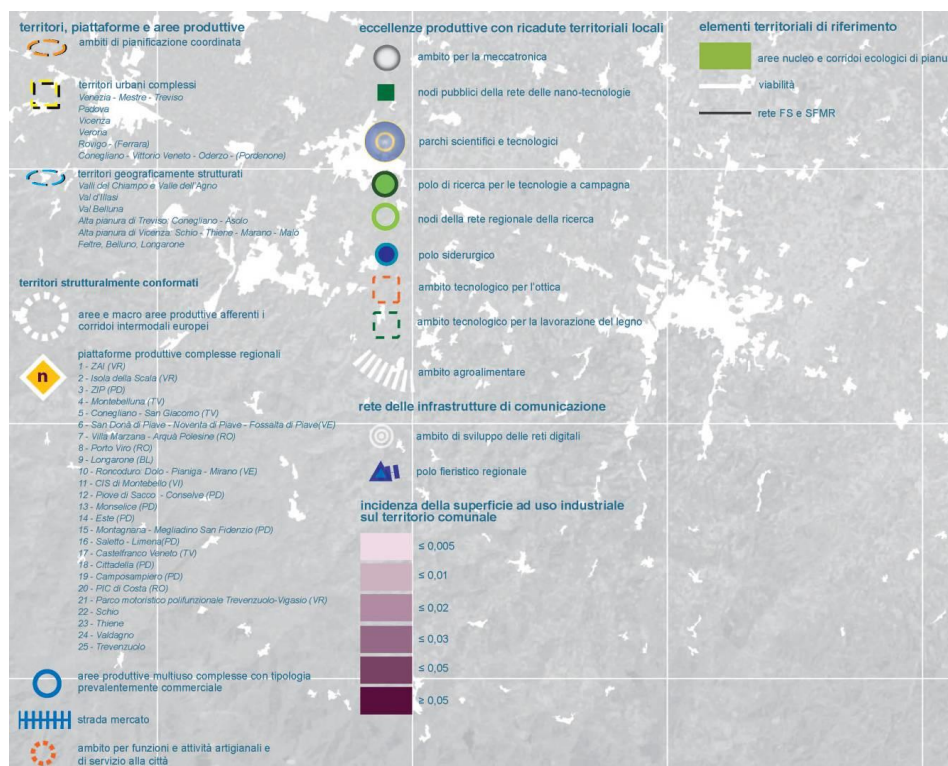 territori, piattaforme e aree produttive
ambiti di pianificazione coordinata
territori urbani complessi
Venezia - Mestre - Treviso
Padova
Vicenza
Verona
Rovigo - (Ferrara)
Conegliano - Vittorio Veneto - Oderzo - (Pordenone)
territori geograficamente strutturati
Valli del Chiampo e Valle dell'Agno
Val d'Illasi
Val Belluna
Alta pianura di Treviso: Conegliano - Asolo
Alta pianura di Vicenza: Schio - Thiene - Marano - Malo
Feltre, Belluno, Longarone
territori strutturalmente conformati
aree e macro aree produttive afferenti i
corridoi intermodali europei
piattaforme produttive complesse regionali
n
1 - ZAI (VR)
2 - Isola della Scala (VR)
3 - ZIP (PD)
4 - Montebelluna (TV)
5 - Conegliano - San Giacomo (TV)
6 - San Donà di Piave - Noventa di Piave - Fossalta di Piave(VE)
7 - Villa Marzana - Arquà Polesine (RO)
8 - Porto Viro (RO)
9 - Longarone (BL)
10 - Roncoduro: Dolo - Pianiga - Mirano (VE)
11 - CIS di Montebello (VI)
12 - Piove di Sacco - Conselve (PD)
13 - Monselice (PD)
14 - Este (PD)
15 - Montagnana - Megliadino San Fidenzio (PD)
16 - Saletto - Limena(PD)
17 - Castelfranco Veneto (TV)
18 - Cittadella (PD)
19 - Camposampiero (PD)
20 - PIC di Costa (RO)
21 - Parco motoristico polifunzionale Trevenzuolo-Vigasio (VR)
22 - Schio
23 - Thiene
24 - Valdagno
25 - Trevenzuolo
aree produttive multiuso complesse con tipologia
prevalentemente commerciale
strada mercato
ambito per funzioni e attività artigianali e
di servizio alla città
eccellenze produttive con ricadute territoriali locali
ambito per la meccatronica
nodi pubblici della rete delle nano-tecnologie
parchi scientifici e tecnologici
polo di ricerca per le tecnologie a campagna
nodi della rete regionale della ricerca
polo siderurgico
ambito tecnologico per l'ottica
ambito tecnologico per la lavorazione del legno
ambito agroalimentare
rete delle infrastrutture di comunicazione
ambito di sviluppo delle reti digitali
polo fieristico regionale
incidenza della superficie ad uso industriale
sul territorio comunale
≤ 0,005
≤ 0,01
≤ 0,02
≤ 0,03
≤ 0,05
≥ 0,05
elementi territoriali di riferimento
aree nucleo e corridoi ecologici di pianu
viabilità
rete FS e SFMR